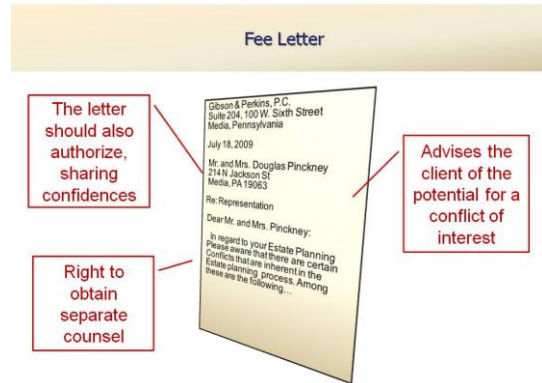 Fee Letter
The letter
should also
authorize,
sharing
confidences
Right to
obtain
separate
counsel
Gibson & Perkins, P.C.
Suite 204, 100 W. Sixth Street
Media, Pennsylvania
July 18, 2009
Mr. and Mrs. Douglas Pinckney
214 N Jackson St
Media, PA 19063
Re: Representation
Dear Mr. and Mrs. Pinckney:
In regard to your Estate Planning
Please aware that there are certain
Conflicts that are inherent in the
Estate planning process. Among
these are the following...
Advises the
client of the
potential for a
conflict of
interest